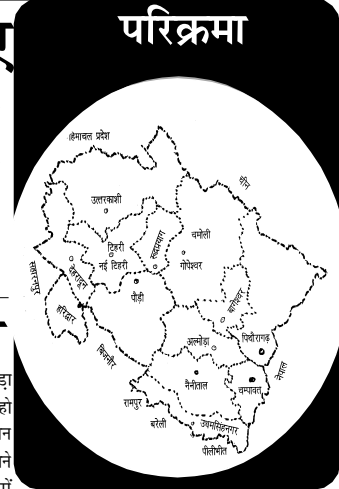 परिक्रमा
हिमाचल प्रदेश
चीन
उत्तरकाशी
टिहरी
नई टिहरी
रुद्रप्रयाग
चमोली
गोपेश्वर
देहरादून
सहारनपुर
हरिद्वार
पौड़ी
बागेश्वर
बिजनौर
अल्मोड़ा
पिथौरागढ़
नैनीताल
चम्पावत
नेपाल
रामपुर
बरेली
उधमसिंहनगर
पीलीभीत
ड़ा
हो
न
ने
में